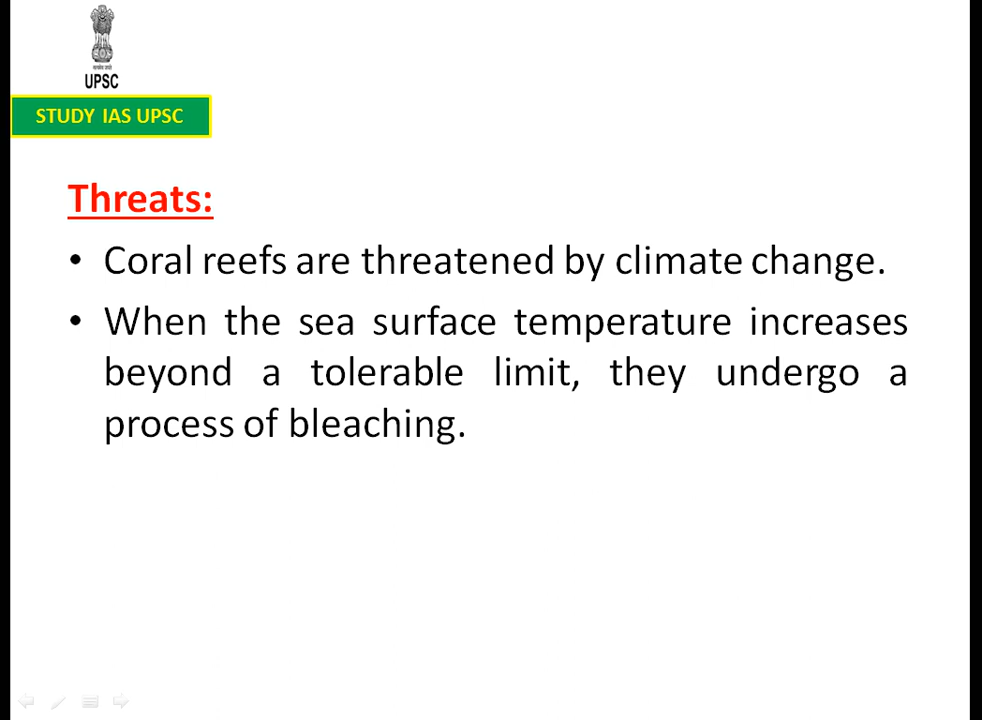 UPSC
STUDY IAS UPSC
Threats:
• Coral reefs are threatened by climate change.
• When the sea surface temperature increases
beyond a tolerable limit, they undergo a
process of bleaching.